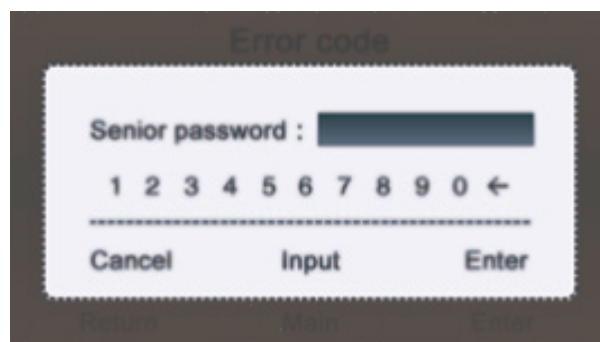 Error code
Senior password :
1 2 3 4 5 6 7 8 9 0 ←
Cancel Input Enter
Return Main Enter